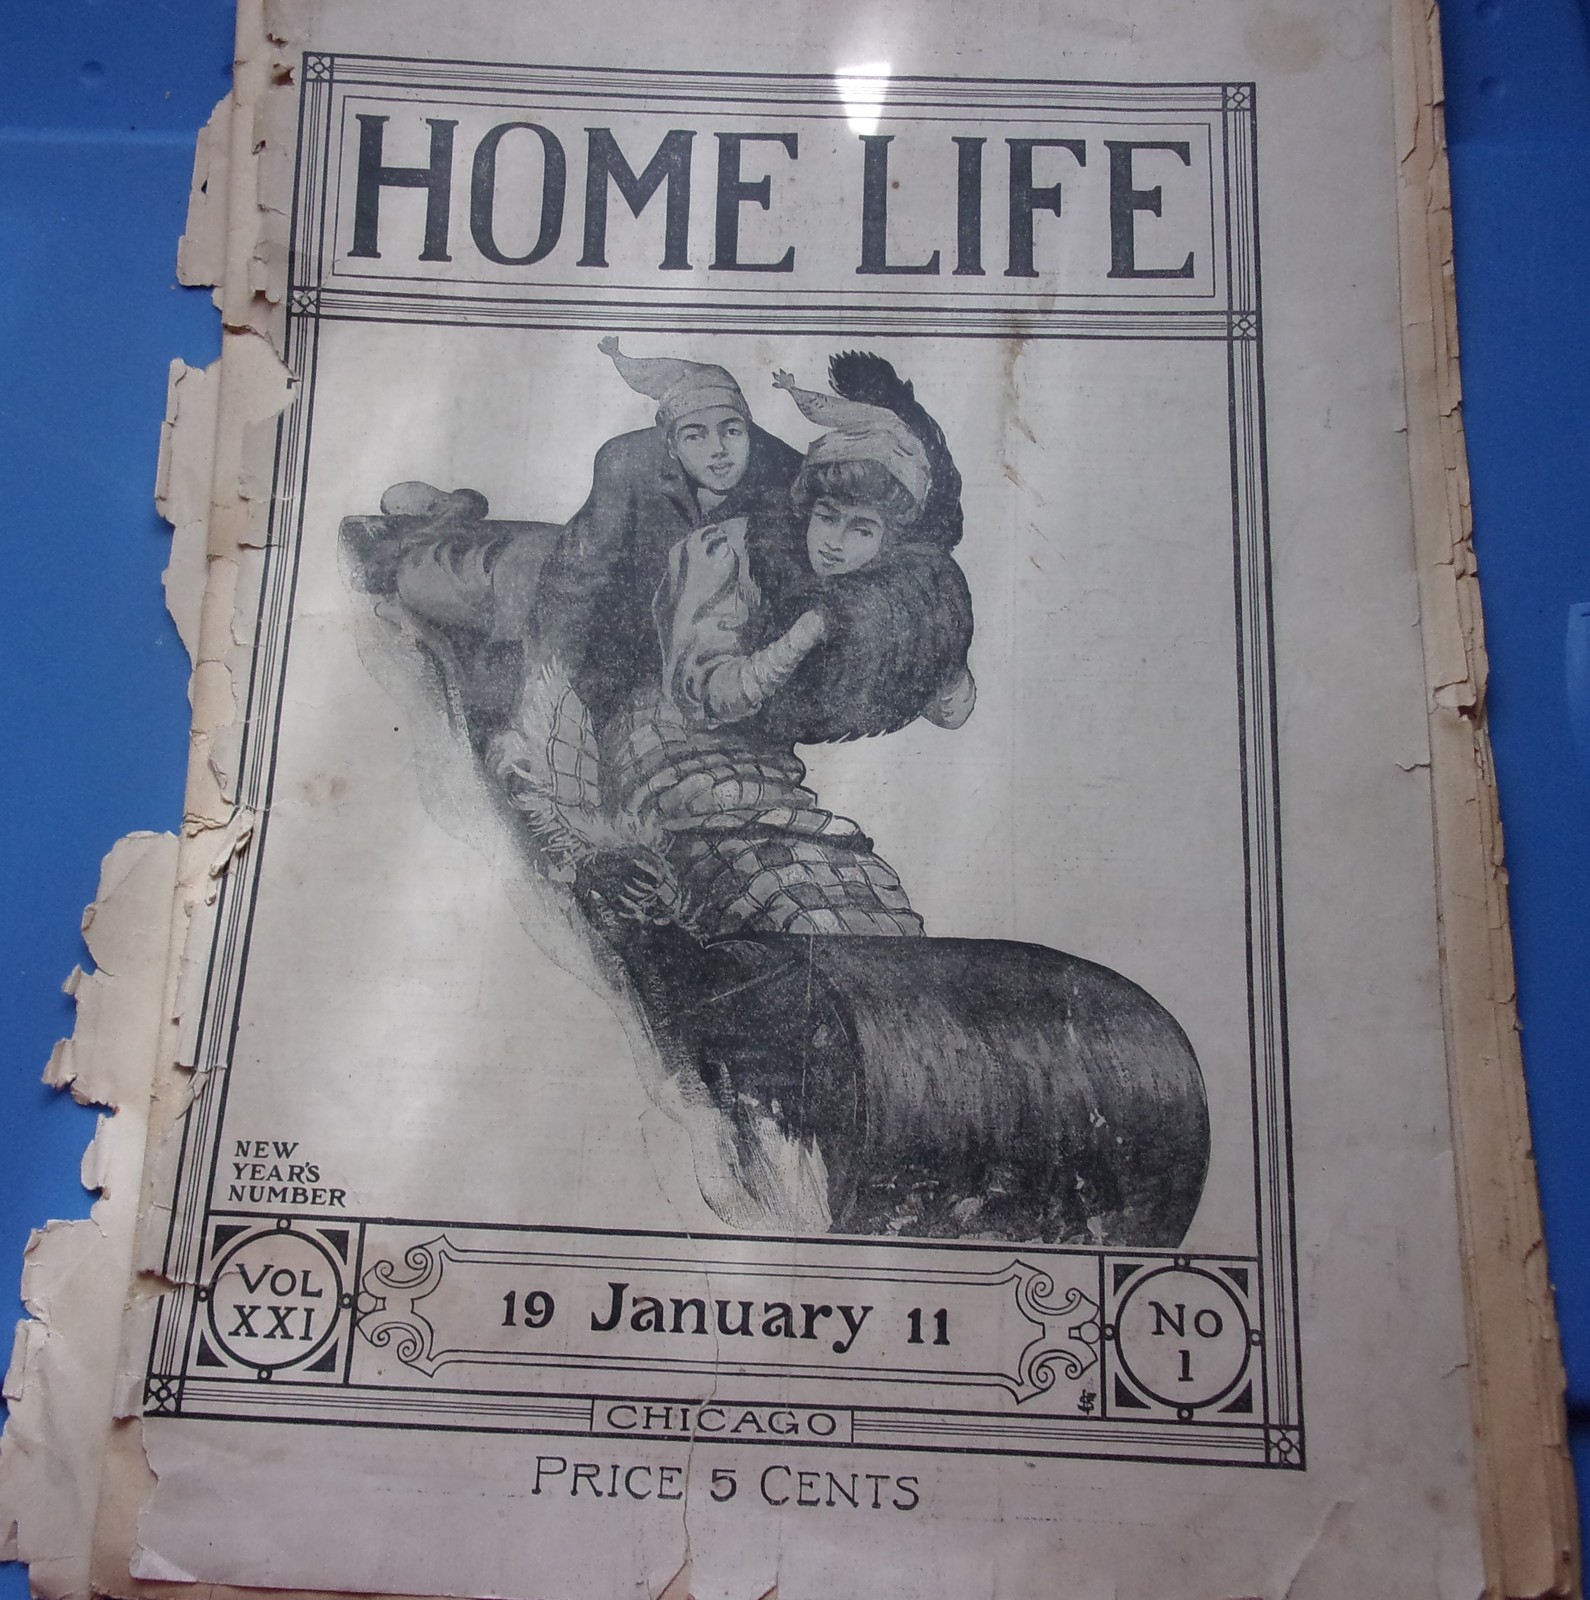 HOME LIFE
NEW
YEAR'S
NUMBER
VOL
XXI
19 January 11
NO
1
CHICAGO
PRICE 5 CENTS